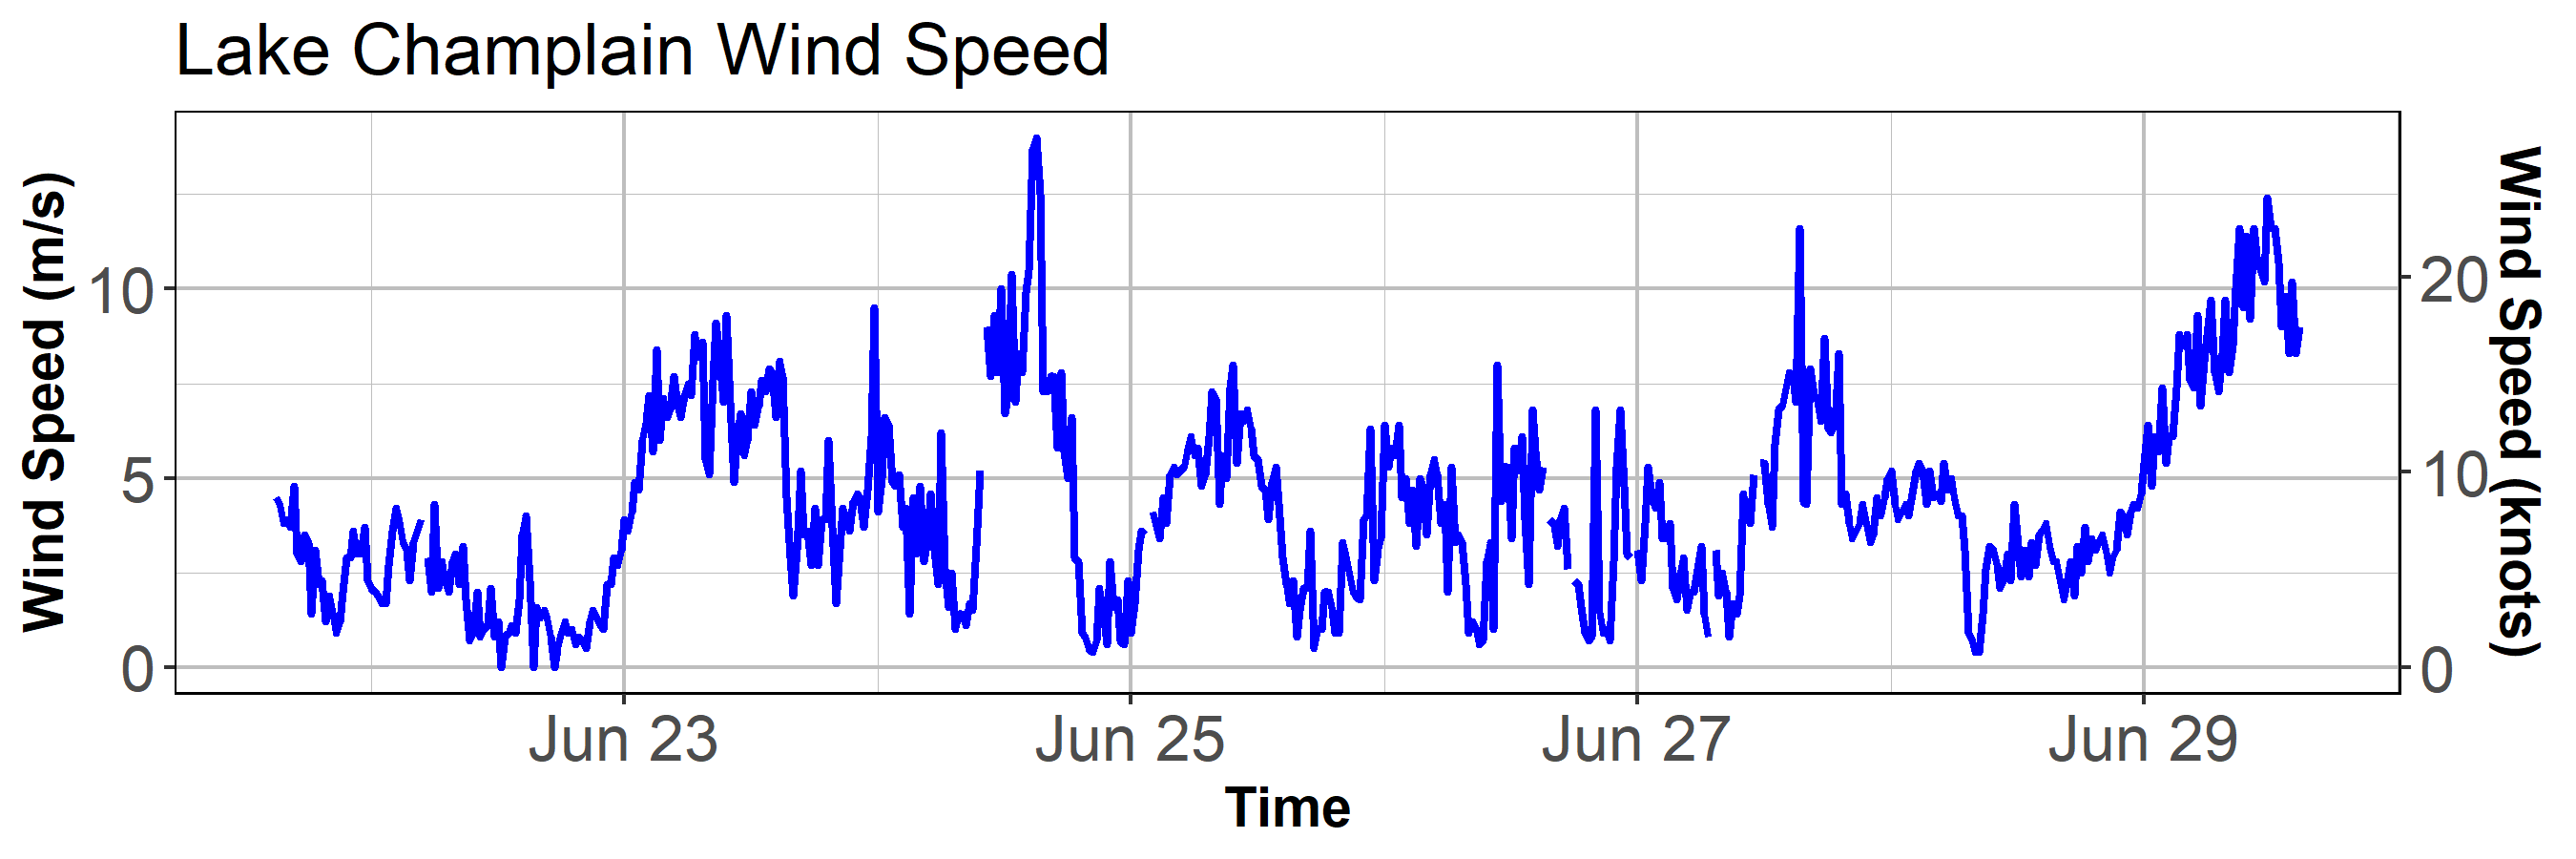 Lake Champlain Wind Speed
Wind Speed (m/s)
10
5
0
20
10
0
Wind Speed (knots)
Jun 23
Jun 25
Jun 27
Jun 29
Time